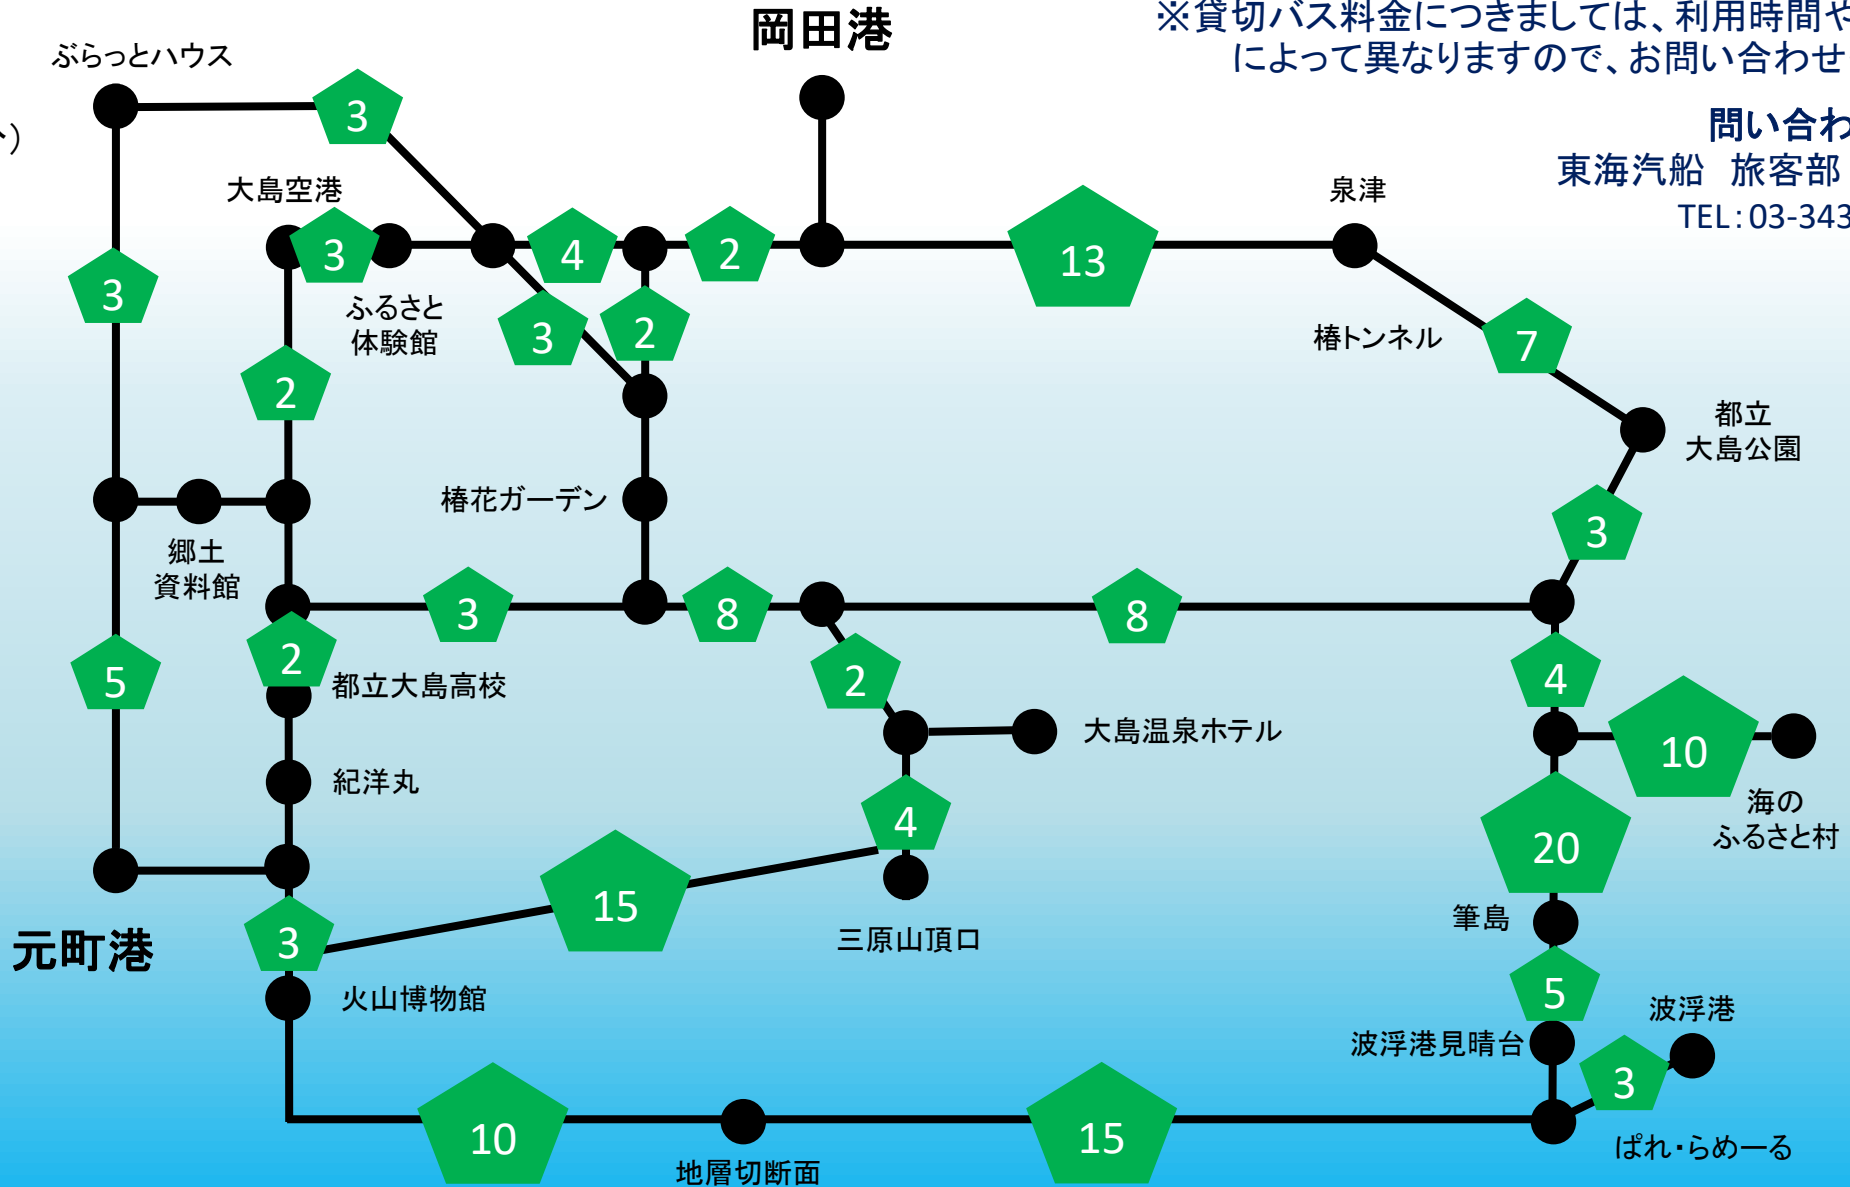 岡田港
※貸切バス料金につきましては、利用時間や
によって異なりますので、お問い合わせ
ぶらっとハウス
3
)
問い合わ
東海汽船 旅客部
TEL:03-343
大島空港
泉津
3
4
2
13
3
ふるさと
体験館
3
2
椿トンネル
7
2
都立
大島公園
椿花ガーデン
3
郷土
資料館
3
8
8
2
都立大島高校
5
2
4
大島温泉ホテル
10
紀洋丸
海の
ふるさと村
4
20
15
筆島
元町港
3
三原山頂口
火山博物館
5
波浮港
波浮港見晴台
3
10
15
ぱれ・らめーる
地層切断面